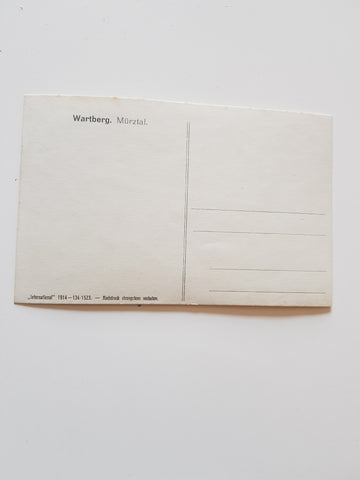 Wartberg. Mürztal.
„International" 1914 — 134-1523. — Nachdruck strengstens verboten.